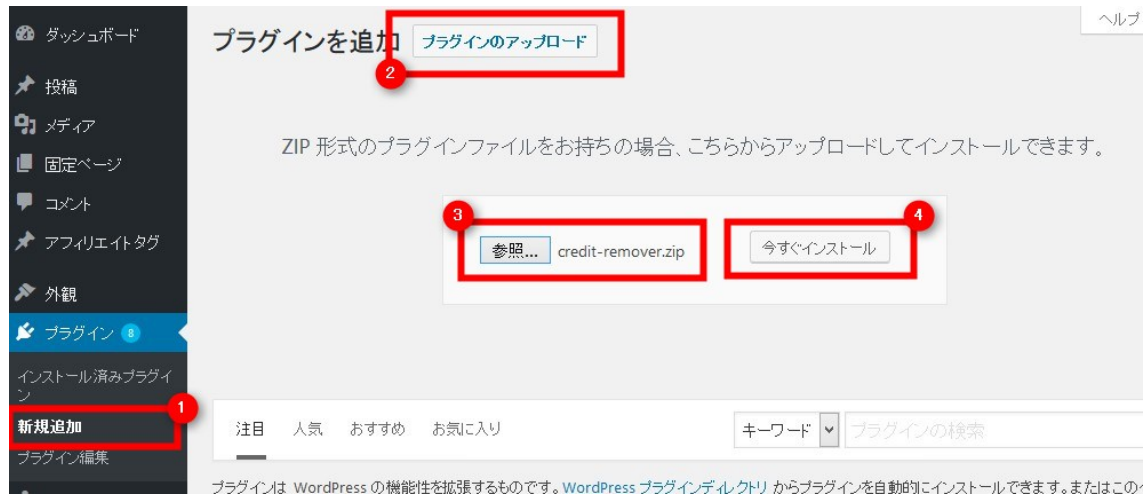 ヘルプ
ダッシュボード
投稿
メディア
固定ページ
コメント
アフィリエイトタグ
外観
プラグイン 8
インストール済みプラグイ
ン
1
新規追加
プラグイン編集
プラグインを追加 プラグインのアップロード
2
ZIP 形式のプラグインファイルをお持ちの場合、こちらからアップロードしてインストールできます。
3
参照... credit-remover.zip
4
今すぐインストール
注目 人気 おすすめ お気に入り
キーワード プラグインの検索
プラグインは WordPress の機能性を拡張するものです。WordPress プラグインディレクトリ からプラグインを自動的にインストールできます。またはこの